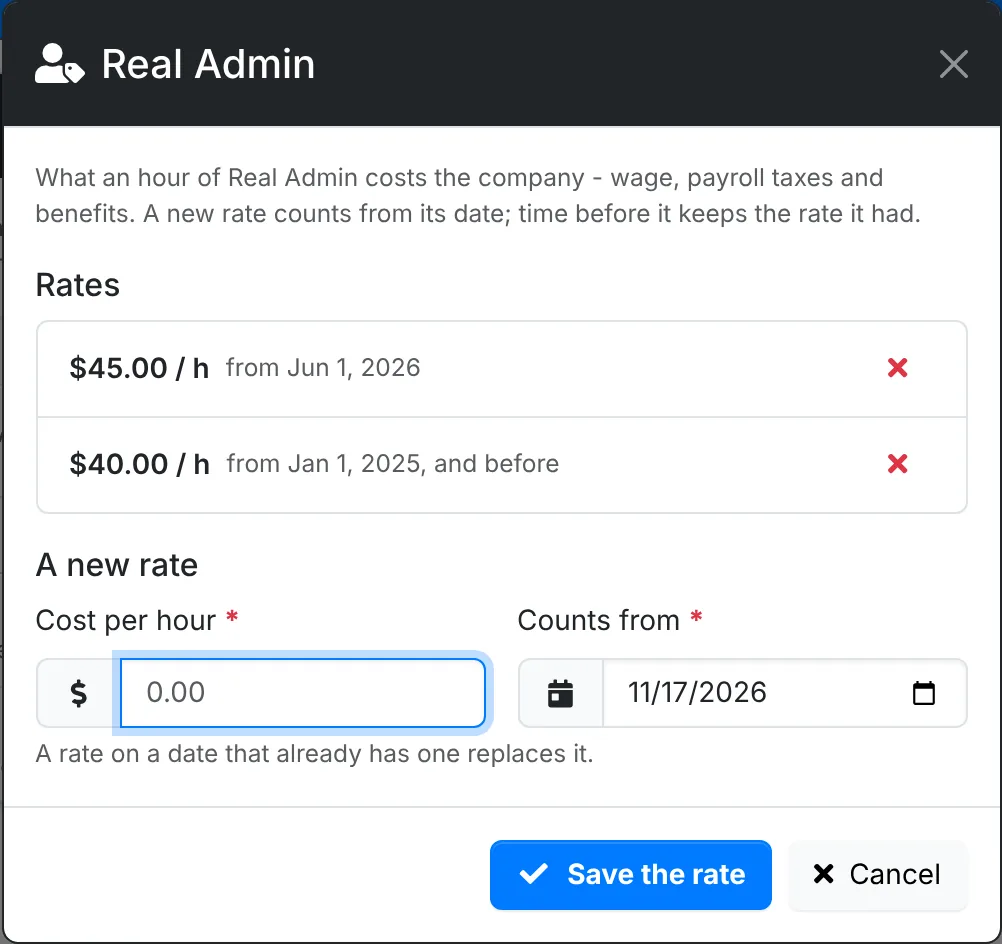 Real Admin
What an hour of Real Admin costs the company - wage, payroll taxes and
benefits. A new rate counts from its date; time before it keeps the rate it had.
Rates
$45.00 / h from Jun 1, 2026
$40.00 / h from Jan 1, 2025, and before
A new rate
Cost per hour *
Counts from *
$ 0.00
11/17/2026
A rate on a date that already has one replaces it.
Save the rate
Cancel